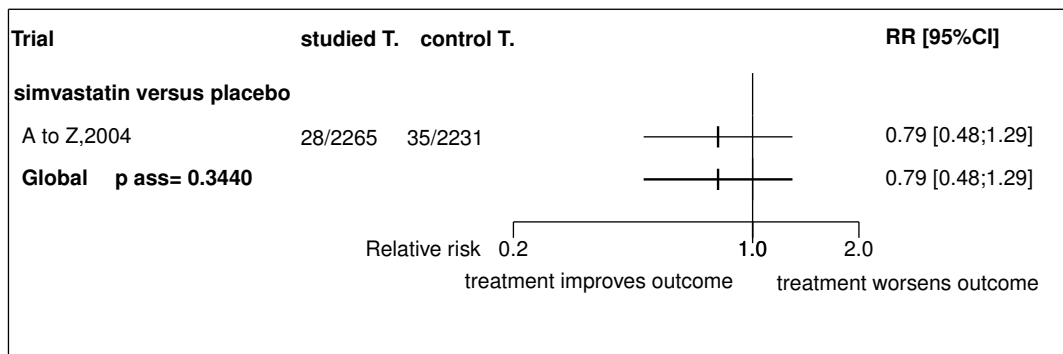 Trial studied T. control T. RR [95%CI]
simvastatin versus placebo
A to Z,2004 28/2265 35/2231 0.79 [0.48;1.29]
Global p ass= 0.3440 0.79 [0.48;1.29]
Relative risk 0.2 1.0 2.0
treatment improves outcome treatment worsens outcome